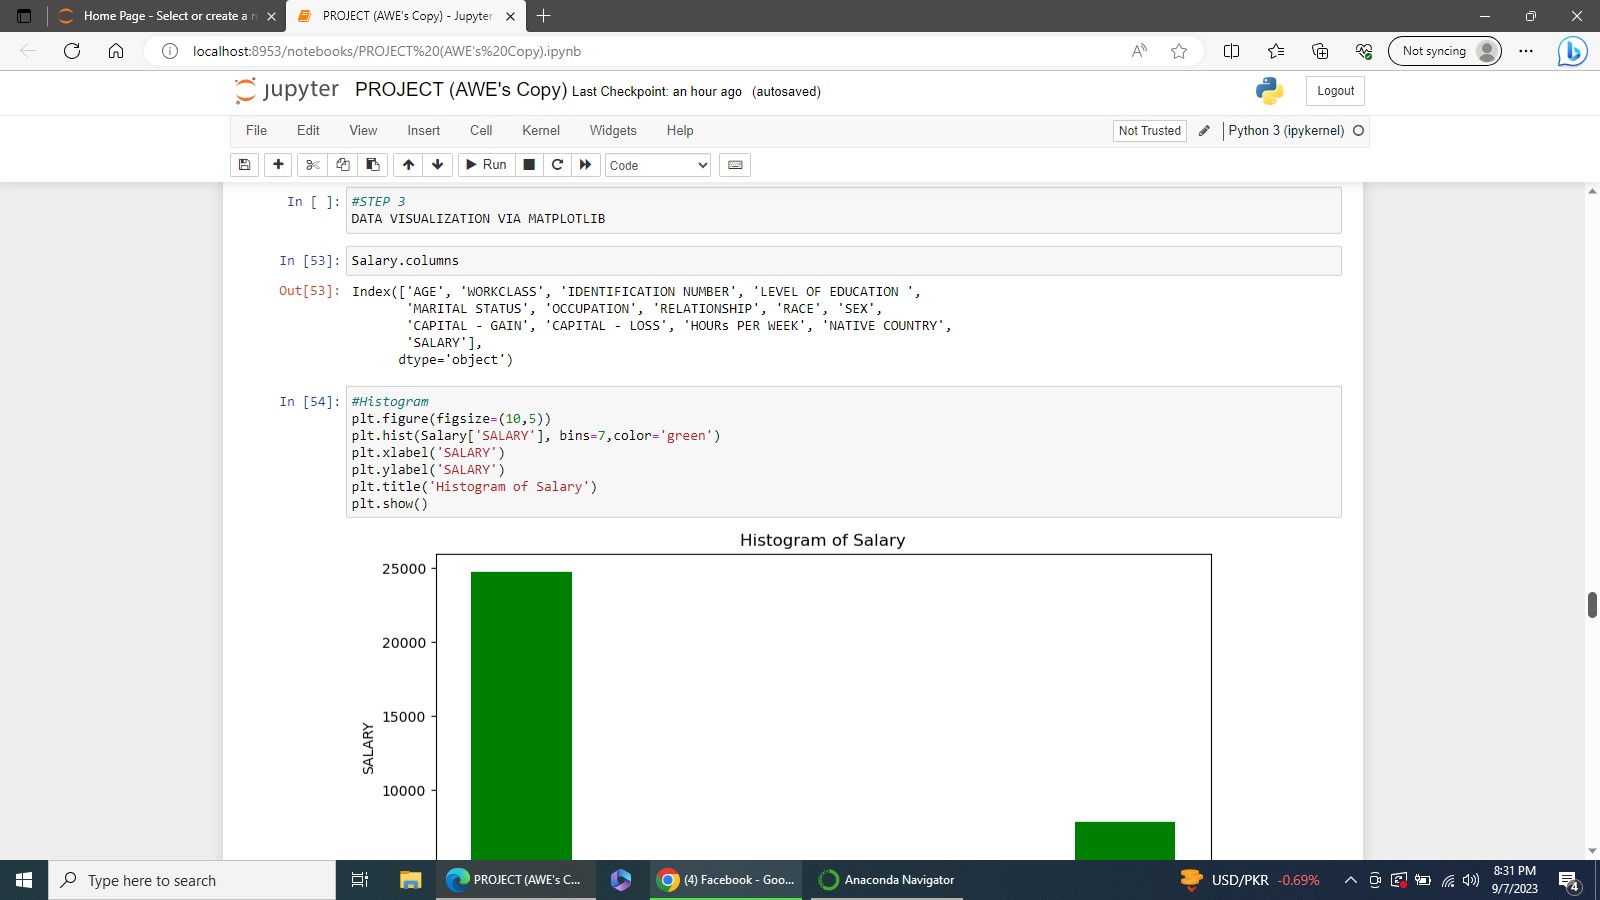 Home Page - Select or create a n
PROJECT (AWE's Copy) - Jupyter
localhost:8953/notebooks/PROJECT%20(AWE's%20Copy).ipynb
Not syncing
jupyter PROJECT (AWE's Copy) Last Checkpoint: an hour ago (autosaved)
Logout
File Edit View Insert Cell Kernel Widgets Help
Not Trusted
Python 3 (ipykernel)
Run
Code
In [ ]: #STEP 3
DATA VISUALIZATION VIA MATPLOTLIB
In [53]: Salary.columns
Out[53]: Index(['AGE', 'WORKCLASS', 'IDENTIFICATION NUMBER', 'LEVEL OF EDUCATION ',
'MARITAL STATUS', 'OCCUPATION', 'RELATIONSHIP', 'RACE', 'SEX',
'CAPITAL - GAIN', 'CAPITAL - LOSS', 'HOURs PER WEEK', 'NATIVE COUNTRY',
'SALARY'],
dtype='object')
In [54]: #Histogram
plt.figure(figsize=(10,5))
plt.hist(Salary['SALARY'], bins=7,color='green')
plt.xlabel('SALARY')
plt.ylabel('SALARY')
plt.title('Histogram of Salary')
plt.show()
Histogram of Salary
25000
20000
15000
10000
SALARY
Type here to search
PROJECT (AWE's C...
(4) Facebook - Goo...
Anaconda Navigator
USD/PKR -0.69%
8:31 PM
9/7/2023
4